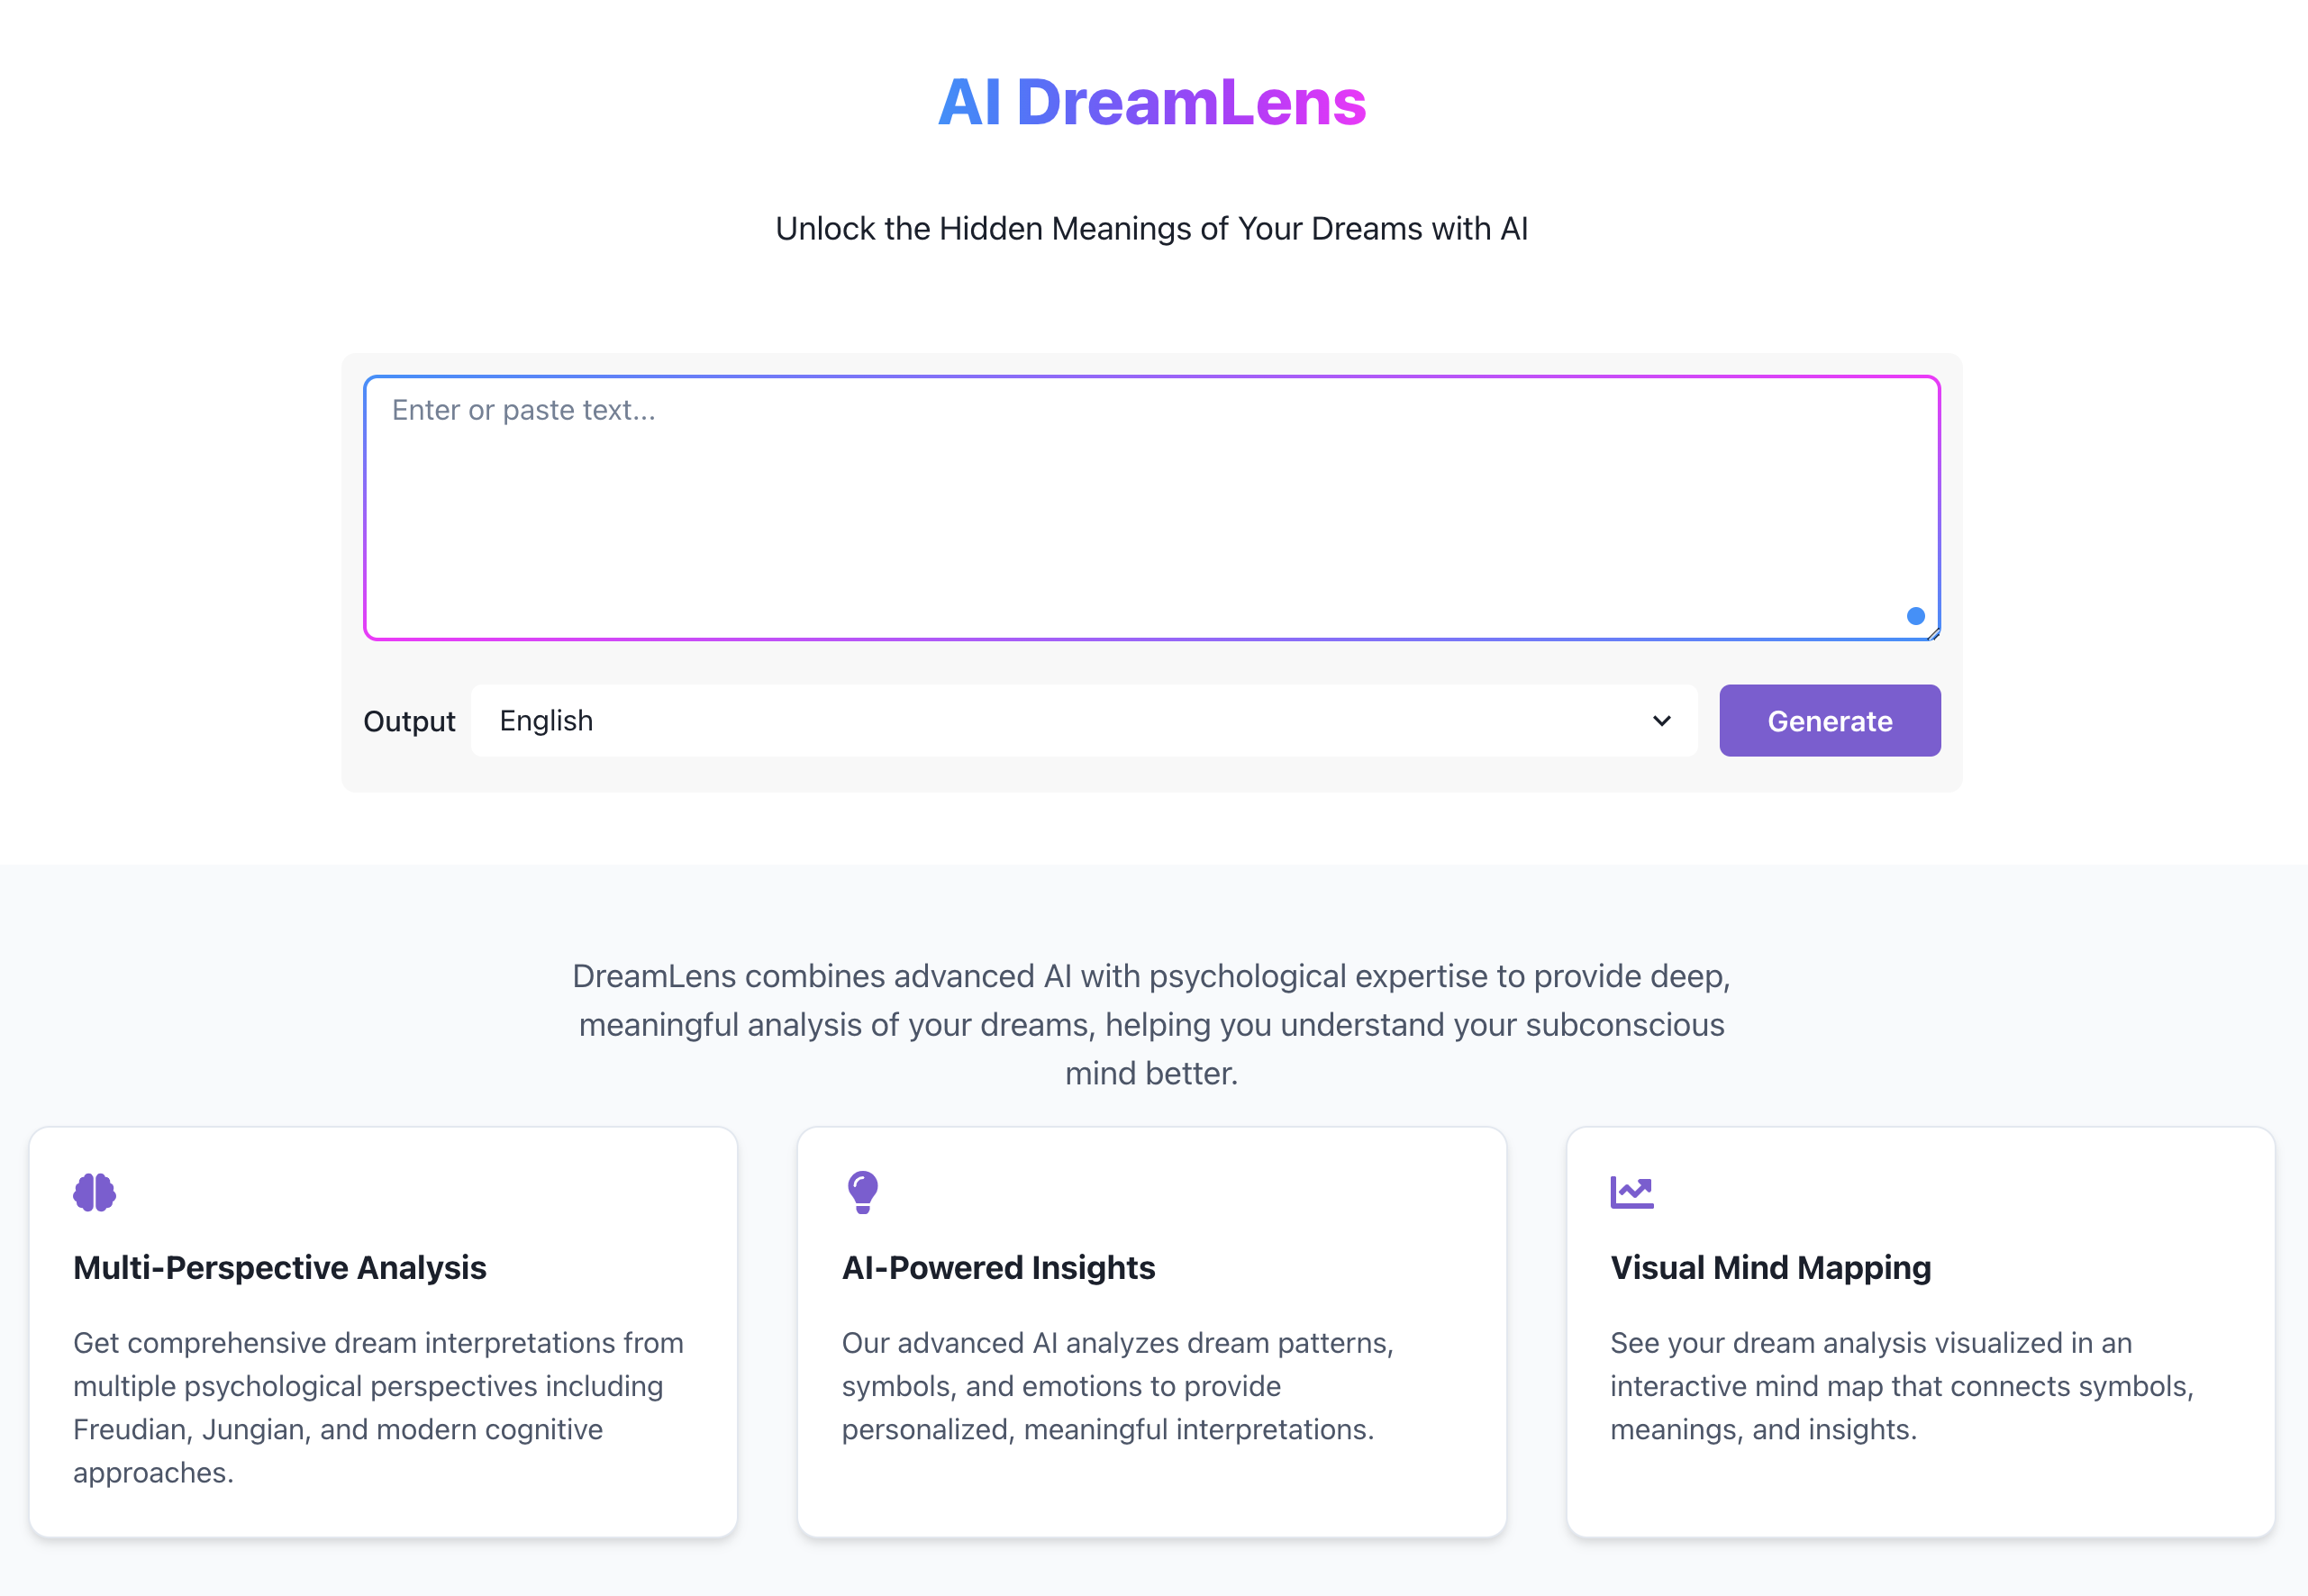 AI DreamLens
Unlock the Hidden Meanings of Your Dreams with AI
Enter or paste text...
Output
English
Generate
DreamLens combines advanced AI with psychological expertise to provide deep,
meaningful analysis of your dreams, helping you understand your subconscious
mind better.
Multi-Perspective Analysis
Get comprehensive dream interpretations from
multiple psychological perspectives including
Freudian, Jungian, and modern cognitive
approaches.
AI-Powered Insights
Our advanced AI analyzes dream patterns,
symbols, and emotions to provide
personalized, meaningful interpretations.
Visual Mind Mapping
See your dream analysis visualized in an
interactive mind map that connects symbols,
meanings, and insights.